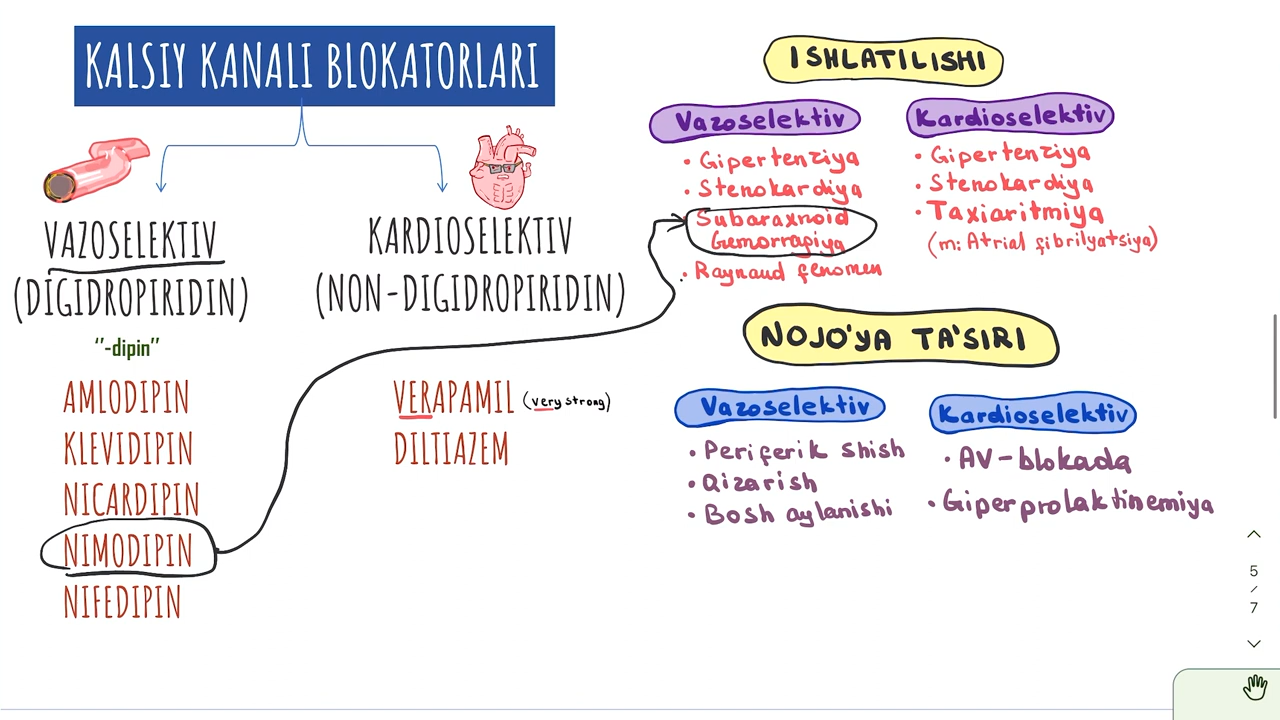 KALSIY KANALI BLOKATORLARI
VAZOSELEKTIV
(DIGIDROPIRIDIN)
"-dipin"
AMLODIPIN
KLEVIDIPIN
NICARDIPIN
NIMODIPIN
NIFEDIPIN
KARDIOSELEKTIV
(NON-DIGIDROPIRIDIN)
VERAPAMIL (very strong)
DILTIAZEM
ISHLATILISHI
Vazoselektiv
• Gipertenziya
• Stenokardiya
Subaraxnoid
Gemorragiya
• Raynaud fenomen
Kardioselektiv
• Gipertenziya
• Stenokardiya
• Taxiaritmiya
(m: Atrial fibrilyatsiya)
NOJO'YA TA'SIRI
Vazoselektiv
• Periferik shish
• Qizarish
• Bosh aylanishi
Kardioselektiv
• AV-blokada
• Giperprolaktinemiya
5
/
7